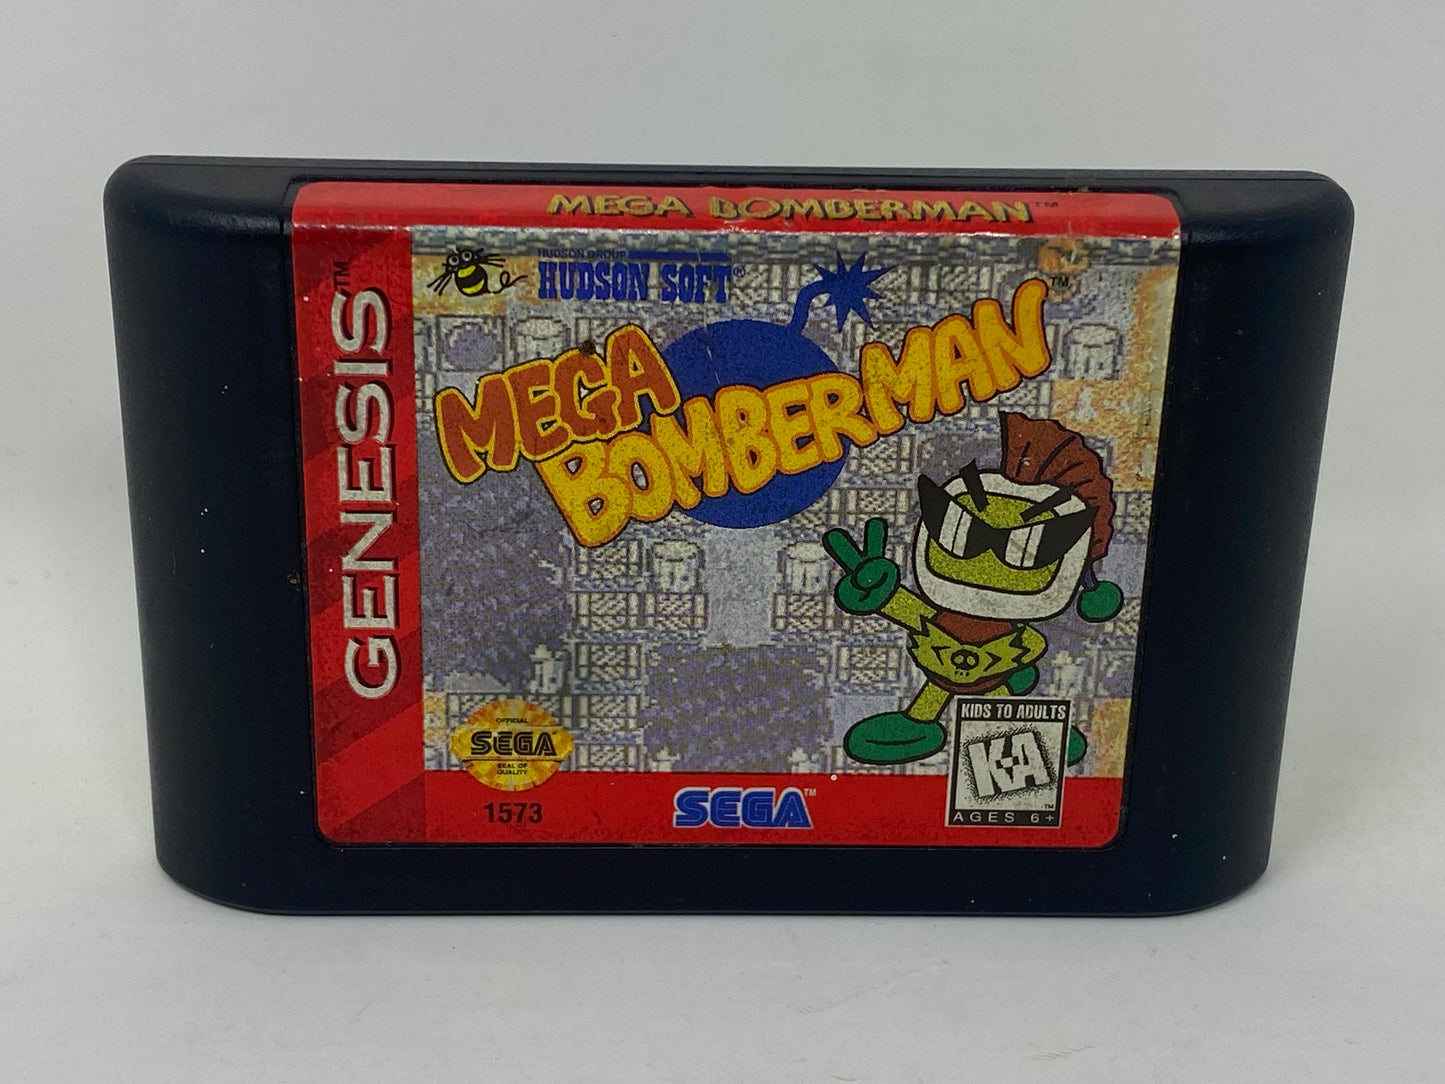 MEGA BOMBERMAN™
GENESIS™
HUDSON GROUP
HUDSON SOFT®
MEGA
BOMBERMAN™
OFFICIAL
SEGA
SEAL OF
QUALITY
1573
SEGA™
KIDS TO ADULTS
K-A
™
AGES 6+